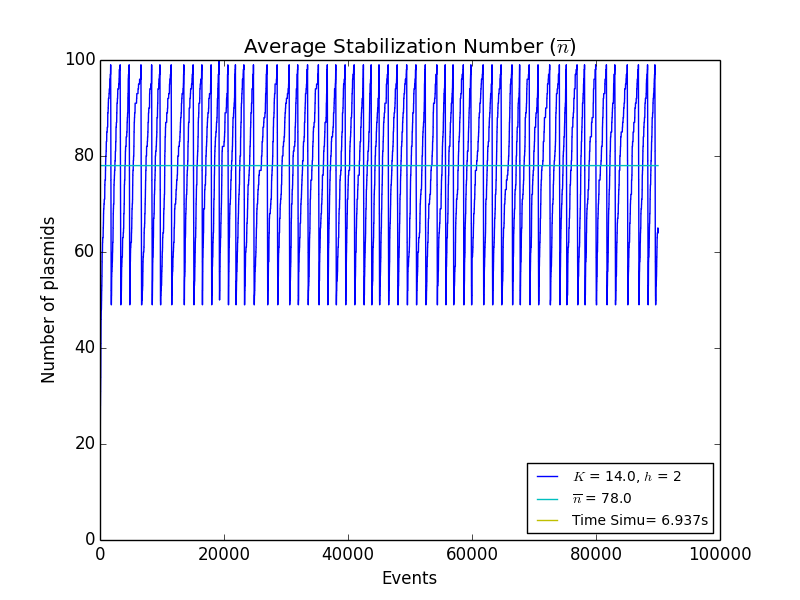 Average Stabilization Number (n̅)
Number of plasmids
100
80
60
40
20
0
K = 14.0, h = 2
n̅ = 78.0
Time Simu= 6.937s
0 20000 40000 60000 80000 100000
Events